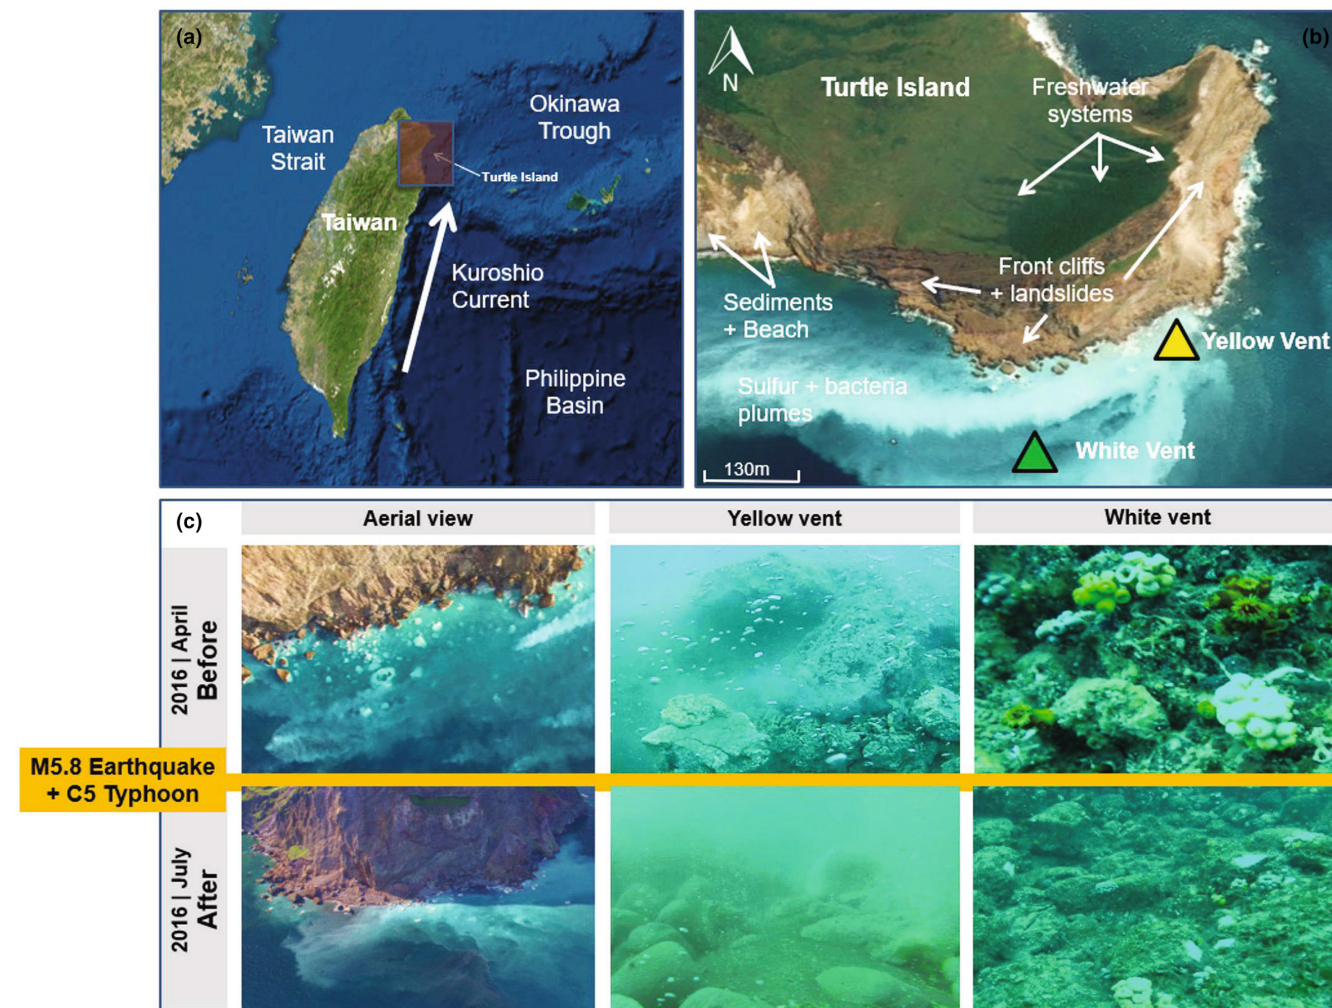 (a)
Taiwan
Strait
Okinawa
Trough
Turtle Island
Taiwan
Kuroshio
Current
Philippine
Basin
(b)
N
Turtle Island
Freshwater
systems
Front cliffs
+ landslides
Sediments
+ Beach
Yellow Vent
Sulfur + bacteria
plumes
White Vent
130m
(c)
Aerial view
Yellow vent
White vent
2016 | April
Before
M5.8 Earthquake
+ C5 Typhoon
2016 | July
After